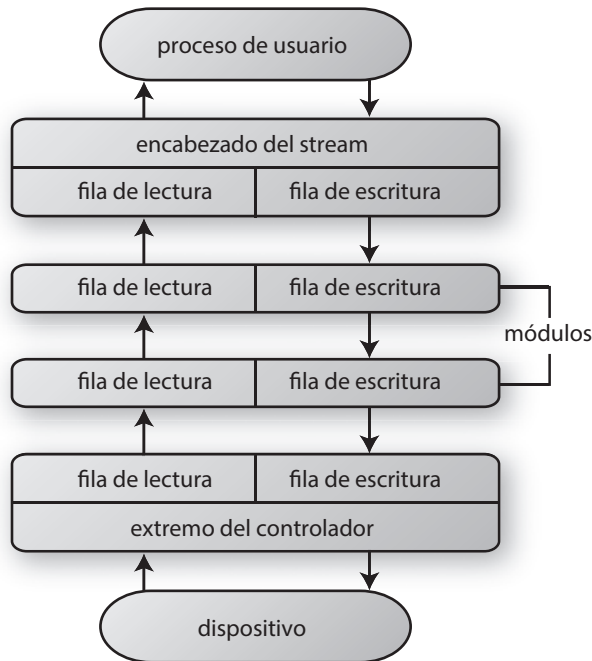 proceso de usuario
encabezado del stream
fila de lectura fila de escritura
fila de lectura fila de escritura
módulos
fila de lectura fila de escritura
fila de lectura fila de escritura
extremo del controlador
dispositivo